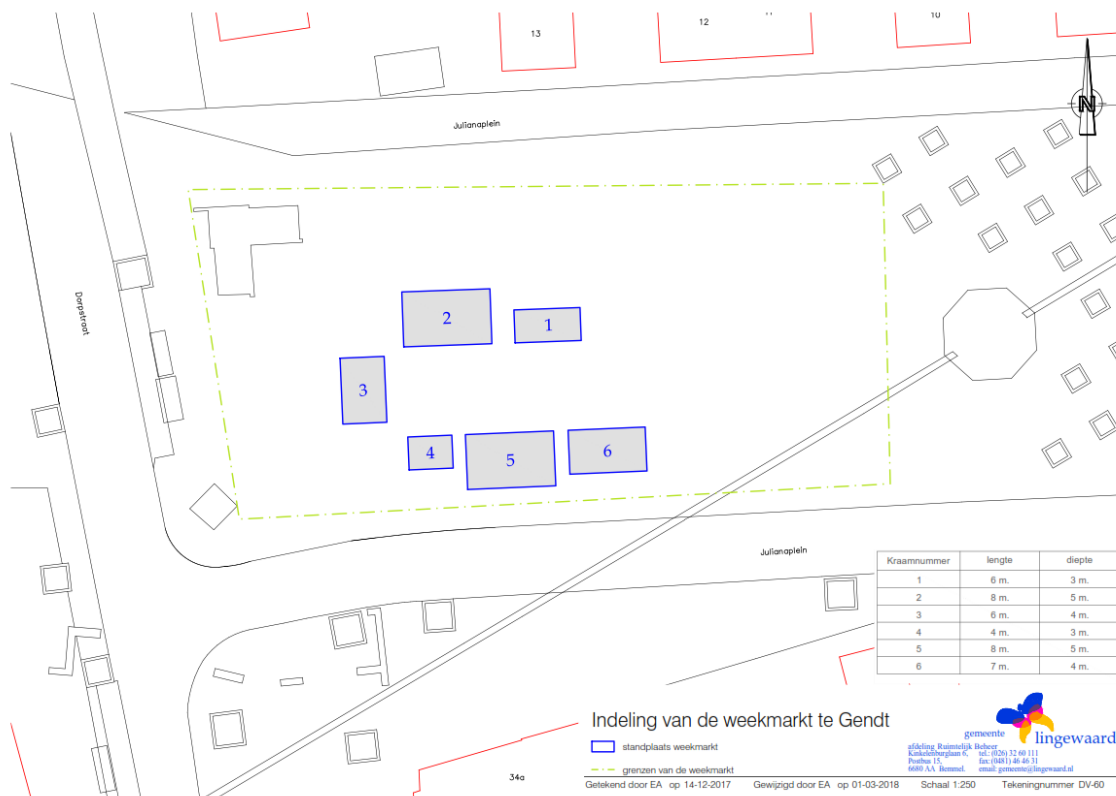 13
12
10
N
Julianaplein
Dorpstraat
2
1
3
4
5
6
Julianaplein
Kraamnummer lengte diepte
1 6 m. 3 m.
2 8 m. 5 m.
3 6 m. 4 m.
4 4 m. 3 m.
5 8 m. 5 m.
6 7 m. 4 m.
34a
Indeling van de weekmarkt te Gendt
standplaats weekmarkt
grenzen van de weekmarkt
gemeente
lingewaard
afdeling Ruimtelijk Beheer
Kinkelenburglaan 6, tel.:(026) 32 60 111
Postbus 15, fax:(0481) 46 46 31
6680 AA Bemmel. email: gemeente@lingewaard.nl
Getekend door EA op 14-12-2017 Gewijzigd door EA op 01-03-2018 Schaal 1:250 Tekeningnummer DV-60